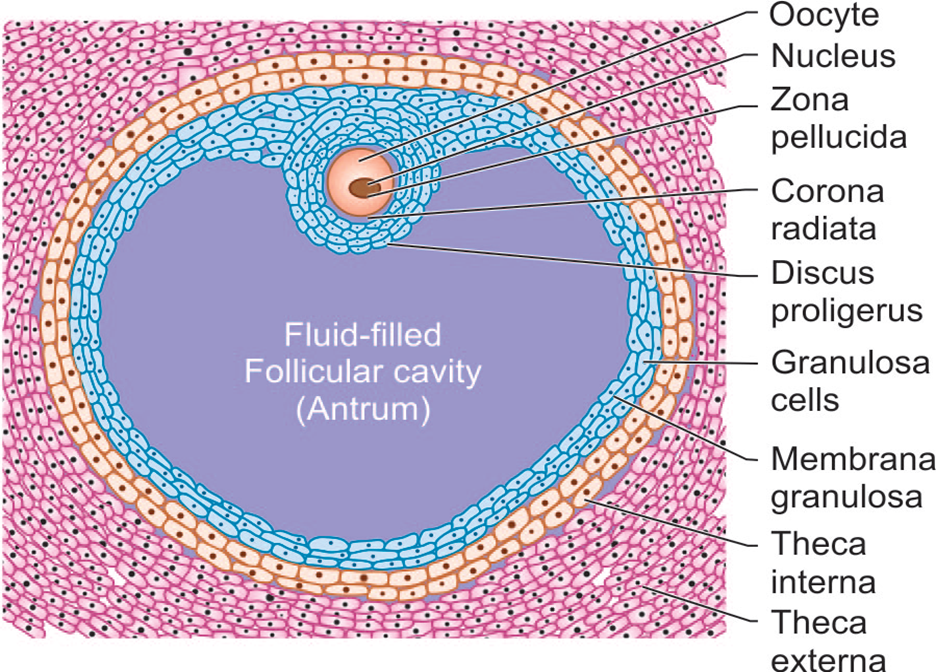 Oocyte
Nucleus
Zona
pellucida
Corona
radiata
Discus
proligerus
Fluid-filled
Follicular cavity
(Antrum)
Granulosa
cells
Membrana
granulosa
Theca
interna
Theca
externa